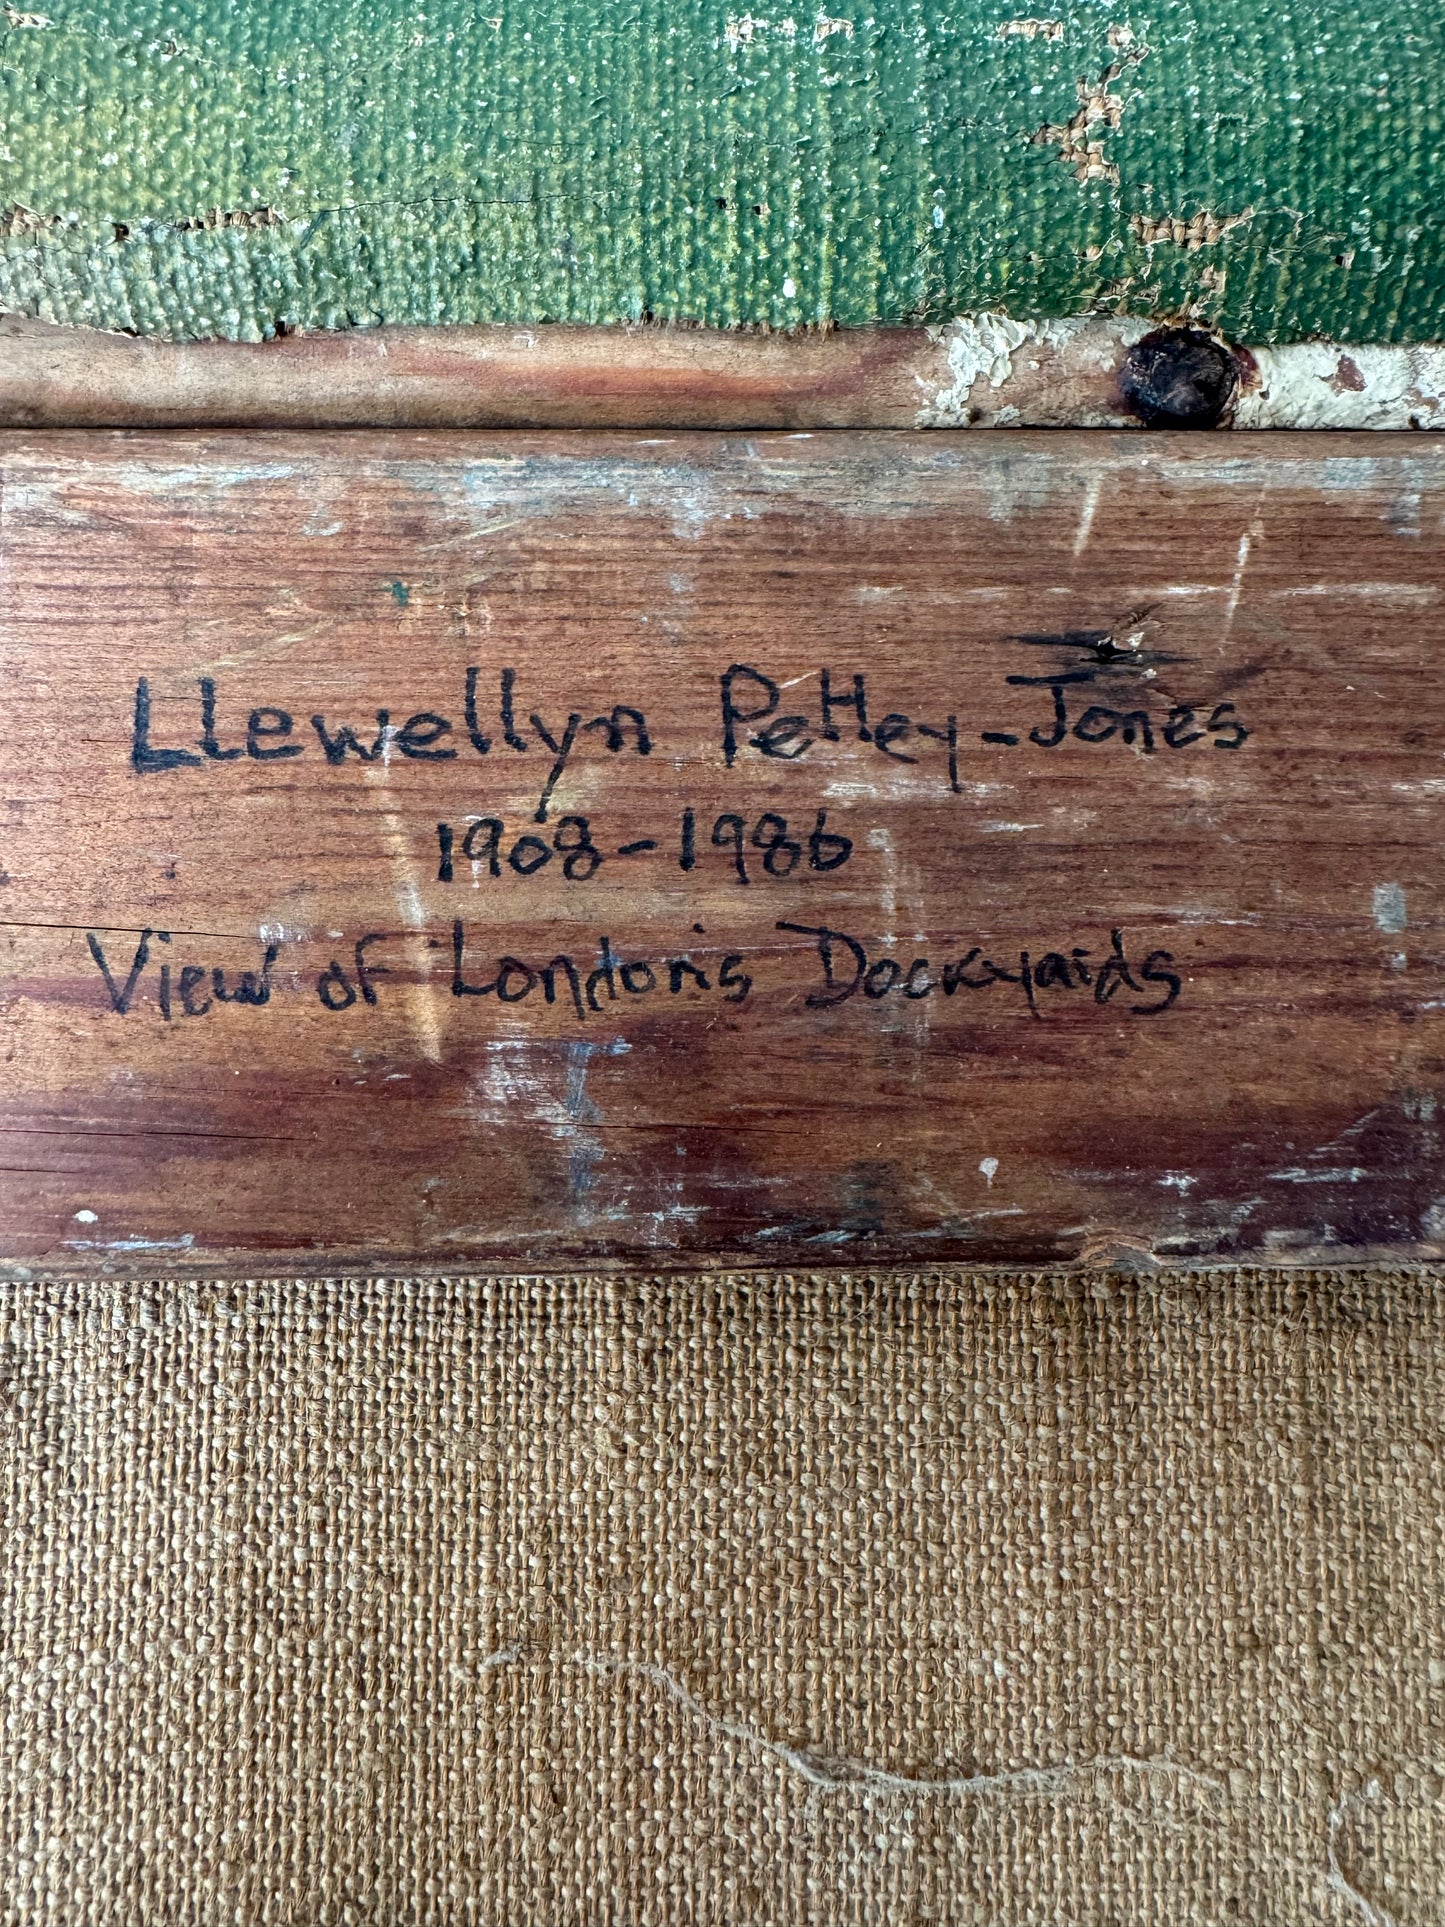 Llewellyn Petley-Jones
1908-1986
View of London's Dockyards